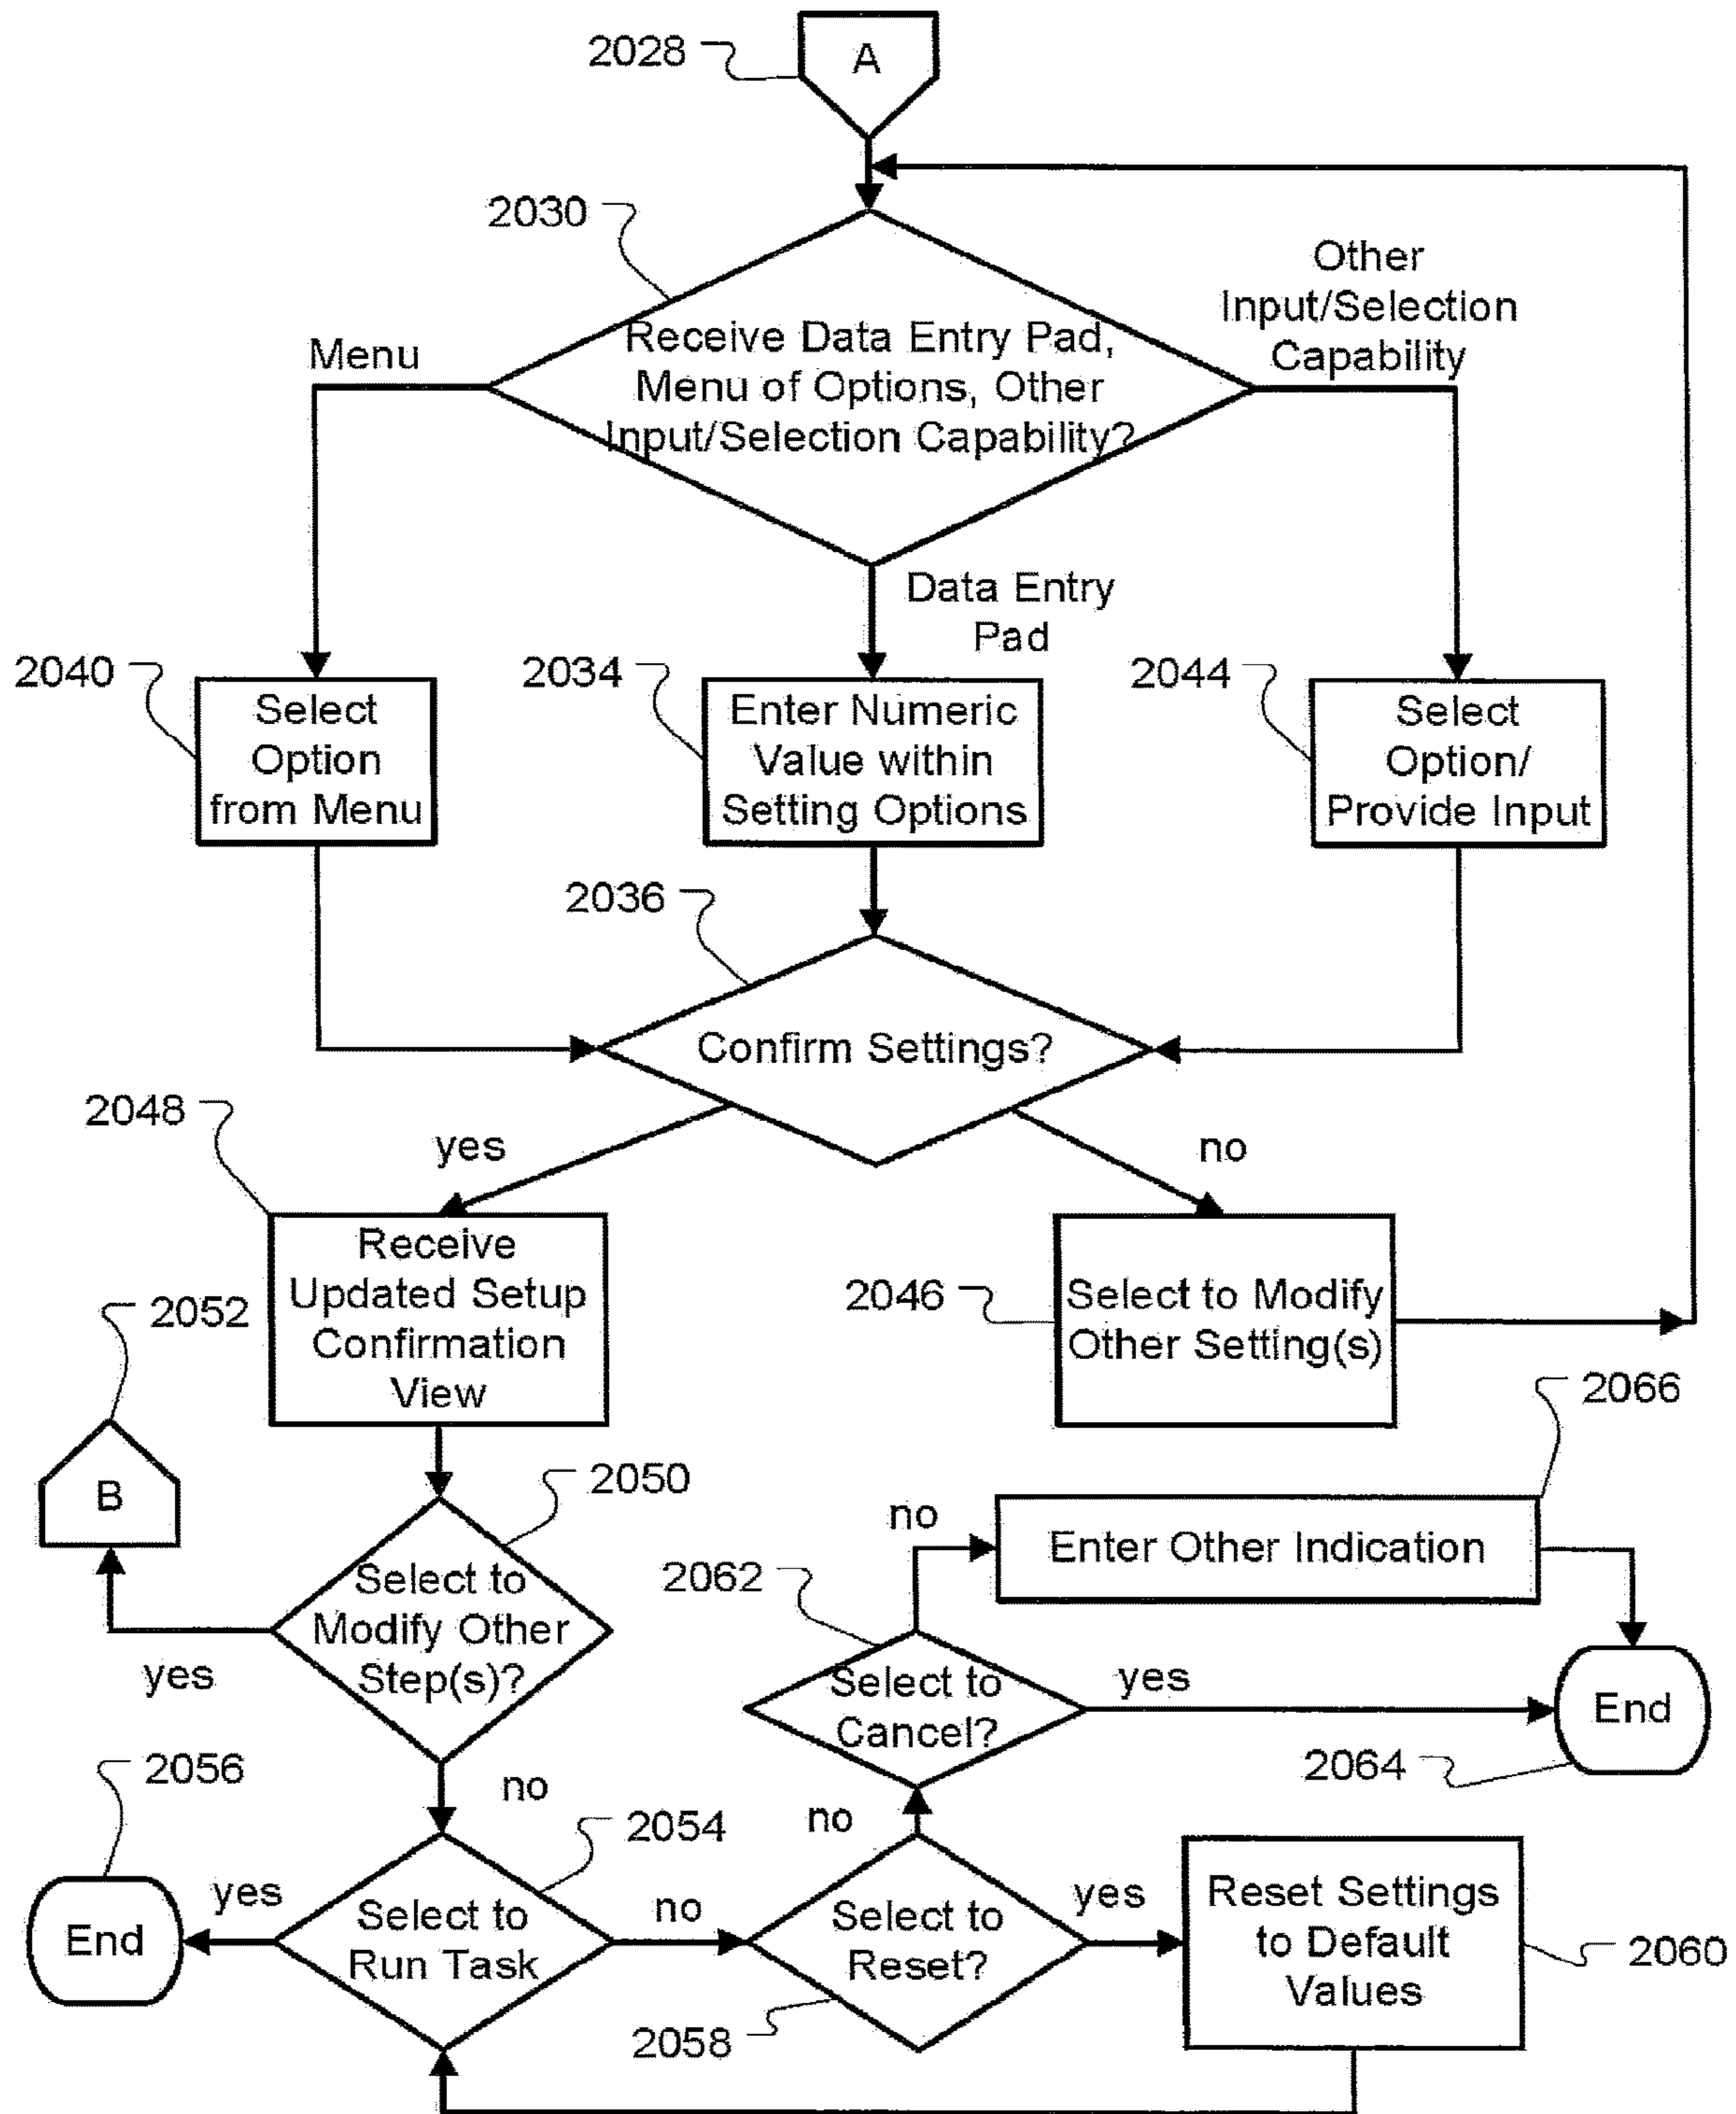 2028
A
2030
Other
Input/Selection
Capability
Menu
Receive Data Entry Pad,
Menu of Options, Other
Input/Selection Capability?
Data Entry
Pad
2040
2034
2044
Select
Option
from Menu
Enter Numeric
Value within
Setting Options
Select
Option/
Provide Input
2036
Confirm Settings?
2048
yes
no
Receive
Updated Setup
Confirmation
View
2046
Select to Modify
Other Setting(s)
2052
B
2066
2050
no
Enter Other Indication
Select to
Modify Other
Step(s)?
2062
yes
Select to
Cancel?
yes
End
2064
2056
no
2054
no
End
yes
Select to
Run Task
no
Select to
Reset?
yes
Reset Settings
to Default
Values
2060
2058